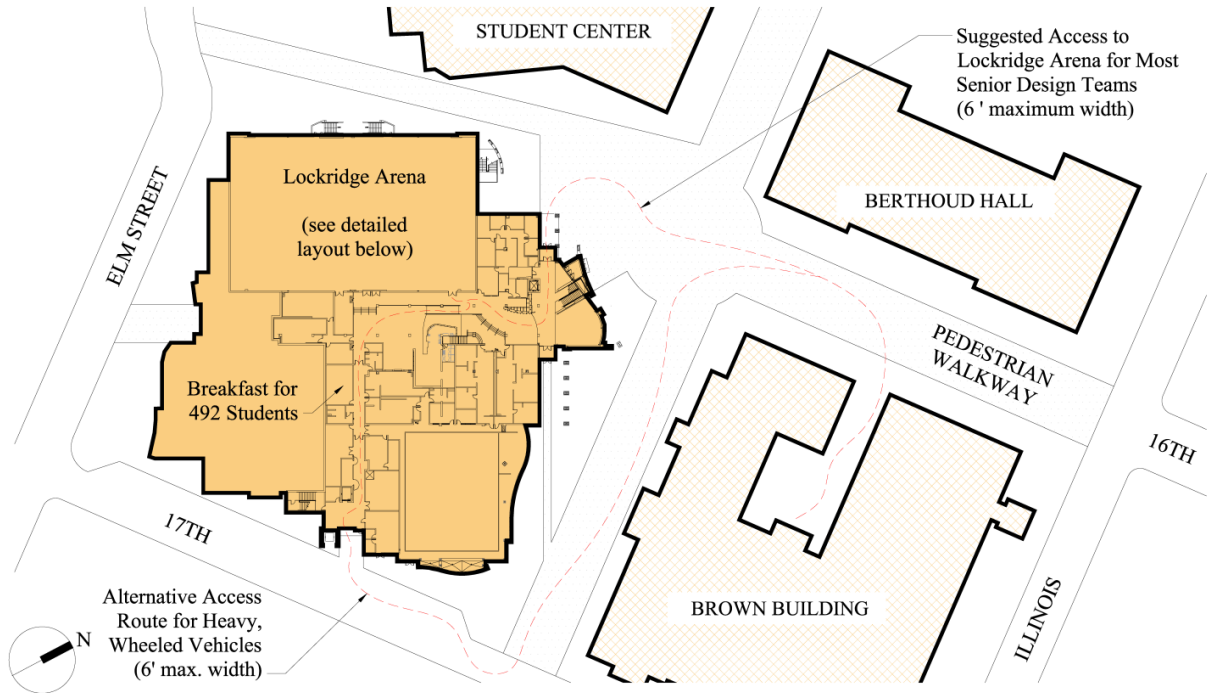 STUDENT CENTER
Suggested Access to
Lockridge Arena for Most
Senior Design Teams
(6 ' maximum width)
Lockridge Arena
(see detailed
layout below)
BERTHOUD HALL
ELM STREET
PEDESTRIAN
WALKWAY
Breakfast for
492 Students
16TH
17TH
Alternative Access
Route for Heavy,
Wheeled Vehicles
(6' max. width)
BROWN BUILDING
ILLINOIS
N